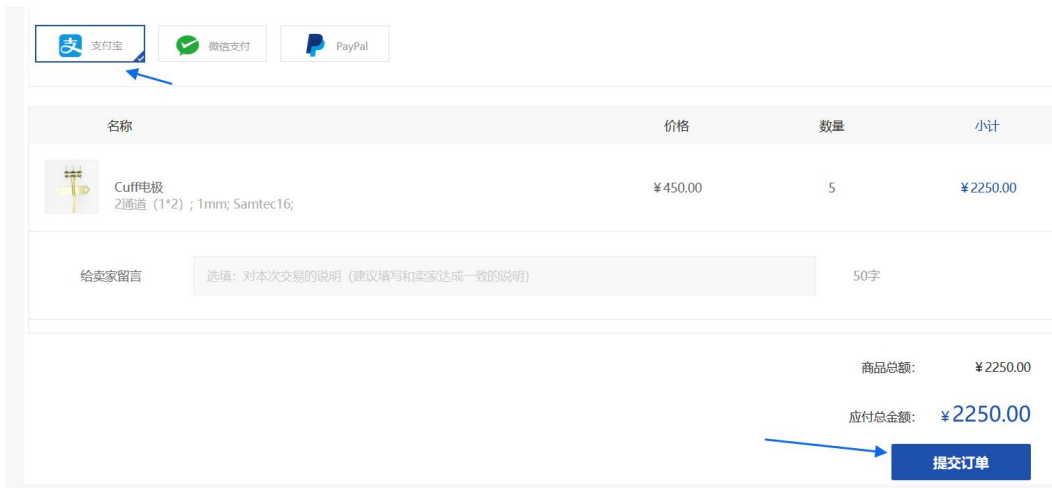 支付宝 微信支付 PayPal
名称 价格 数量 小计
Cuff电极 ¥450.00 5 ¥2250.00
2通道（1*2）; 1mm; Samtec16;
给卖家留言 选填：对本次交易的说明（建议填写和卖家达成一致的说明） 50字
商品总额： ¥2250.00
应付总金额： ¥2250.00
提交订单